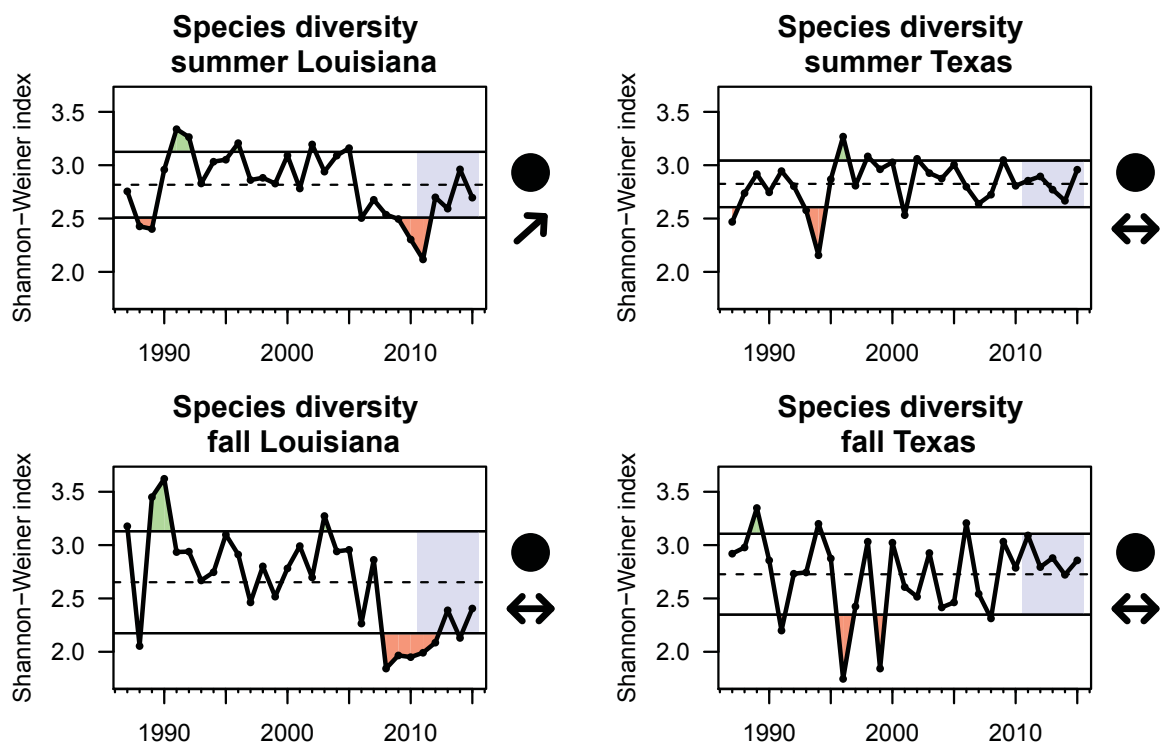 Species diversity
summer Louisiana
Shannon−Weiner index
3.5
3.0
2.5
2.0
1990
2000
2010
Species diversity
summer Texas
Shannon−Weiner index
3.5
3.0
2.5
2.0
1990
2000
2010
Species diversity
fall Louisiana
Shannon−Weiner index
3.5
3.0
2.5
2.0
1990
2000
2010
Species diversity
fall Texas
Shannon−Weiner index
3.5
3.0
2.5
2.0
1990
2000
2010